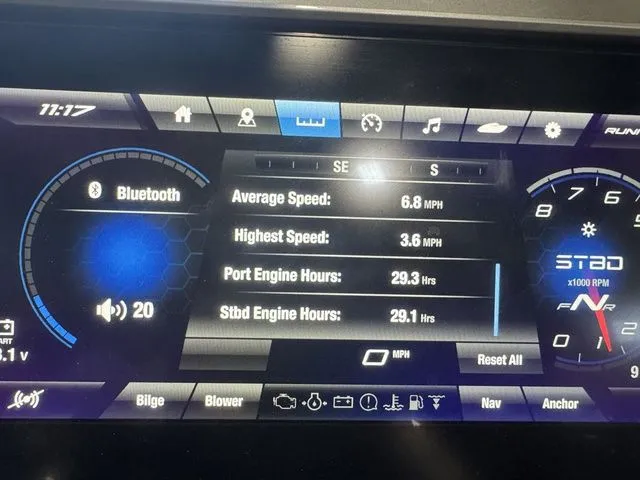 11:17
SE S
Bluetooth
Average Speed: 6.8 MPH
Highest Speed: 3.6 MPH
Port Engine Hours: 29.3 Hrs
Stbd Engine Hours: 29.1 Hrs
20
0 MPH
Reset All
8 7 6
STBD
x1000 RPM
F N R
0 1 2
.1 v
9
Bilge Blower Nav Anchor